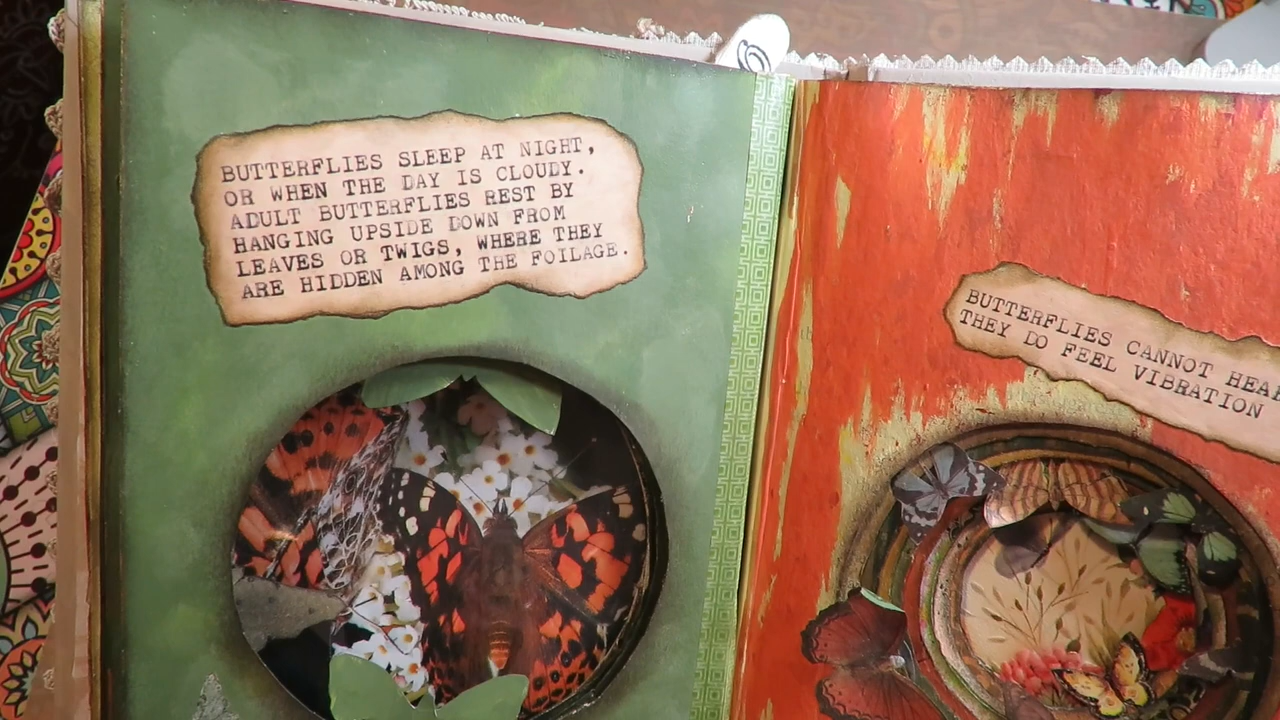 BUTTERFLIES SLEEP AT NIGHT,
OR WHEN THE DAY IS CLOUDY.
ADULT BUTTERFLIES REST BY
HANGING UPSIDE DOWN FROM
LEAVES OR TWIGS, WHERE THEY
ARE HIDDEN AMONG THE FOILAGE.
BUTTERFLIES CANNOT HEAR
THEY DO FEEL VIBRATION